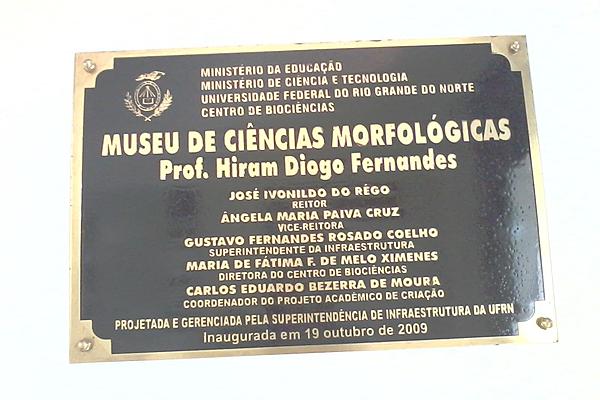 MINISTÉRIO DA EDUCAÇÃO
MINISTÉRIO DE CIÊNCIA E TECNOLOGIA
UNIVERSIDADE FEDERAL DO RIO GRANDE DO NORTE
CENTRO DE BIOCIÊNCIAS
MUSEU DE CIÊNCIAS MORFOLÓGICAS
Prof. Hiram Diogo Fernandes
JOSÉ IVONILDO DO RÊGO
REITOR
ÂNGELA MARIA PAIVA CRUZ
VICE-REITORA
GUSTAVO FERNANDES ROSADO COELHO
SUPERINTENDENTE DA INFRAESTRUTURA
MARIA DE FÁTIMA F. DE MELO XIMENES
DIRETORA DO CENTRO DE BIOCIÊNCIAS
CARLOS EDUARDO BEZERRA DE MOURA
COORDENADOR DO PROJETO ACADÊMICO DE CRIAÇÃO
PROJETADA E GERENCIADA PELA SUPERINTENDÊNCIA DE INFRAESTRUTURA DA UFRN
Inaugurada em 19 outubro de 2009